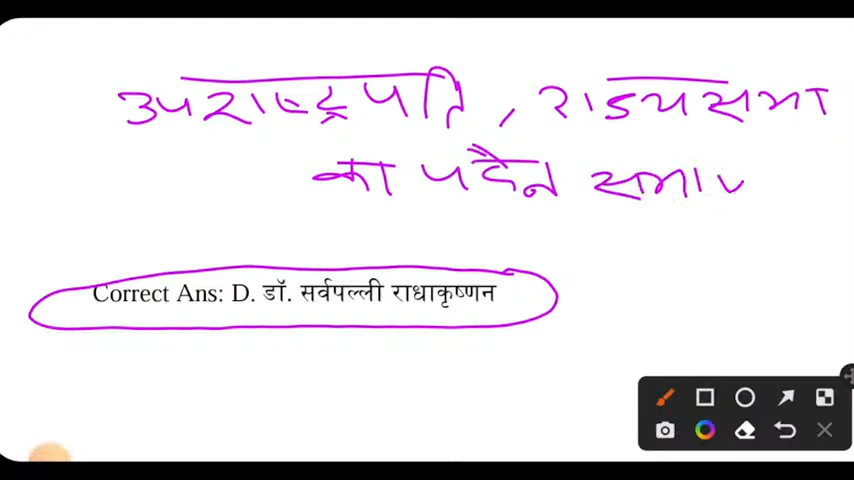 उपराष्ट्रपति, राज्यसभा
का पदेन सभाप
Correct Ans: D. डॉ. सर्वपल्ली राधाकृष्णन